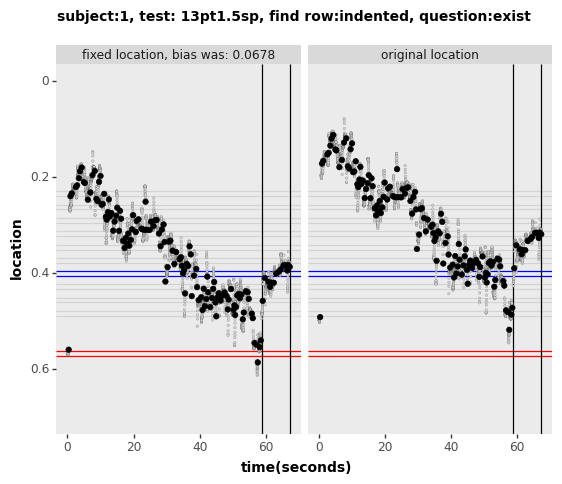 subject:1, test: 13pt1.5sp, find row:indented, question:exist
fixed location, bias was: 0.0678
original location
0
0.2
0.4
0.6
location
0
20
40
60
0
20
40
60
time(seconds)